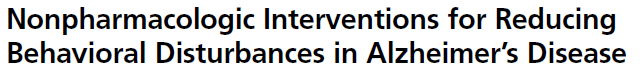 Nonpharmacologic Interventions for Reducing
Behavioral Disturbances in Alzheimer’s Disease